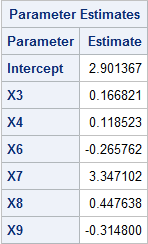 Parameter Estimates
Parameter Estimate
Intercept 2.901367
X3 0.166821
X4 0.118523
X6 -0.265762
X7 3.347102
X8 0.447638
X9 -0.314800